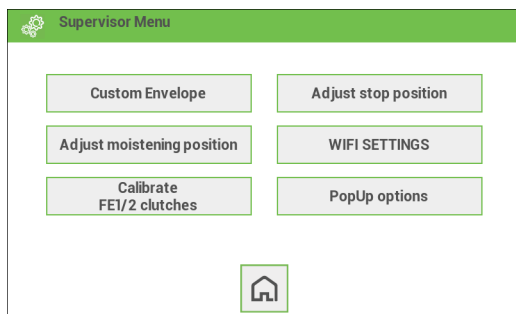 Supervisor Menu
Custom Envelope
Adjust stop position
Adjust moistening position
WIFI SETTINGS
Calibrate
FE1/2 clutches
PopUp options